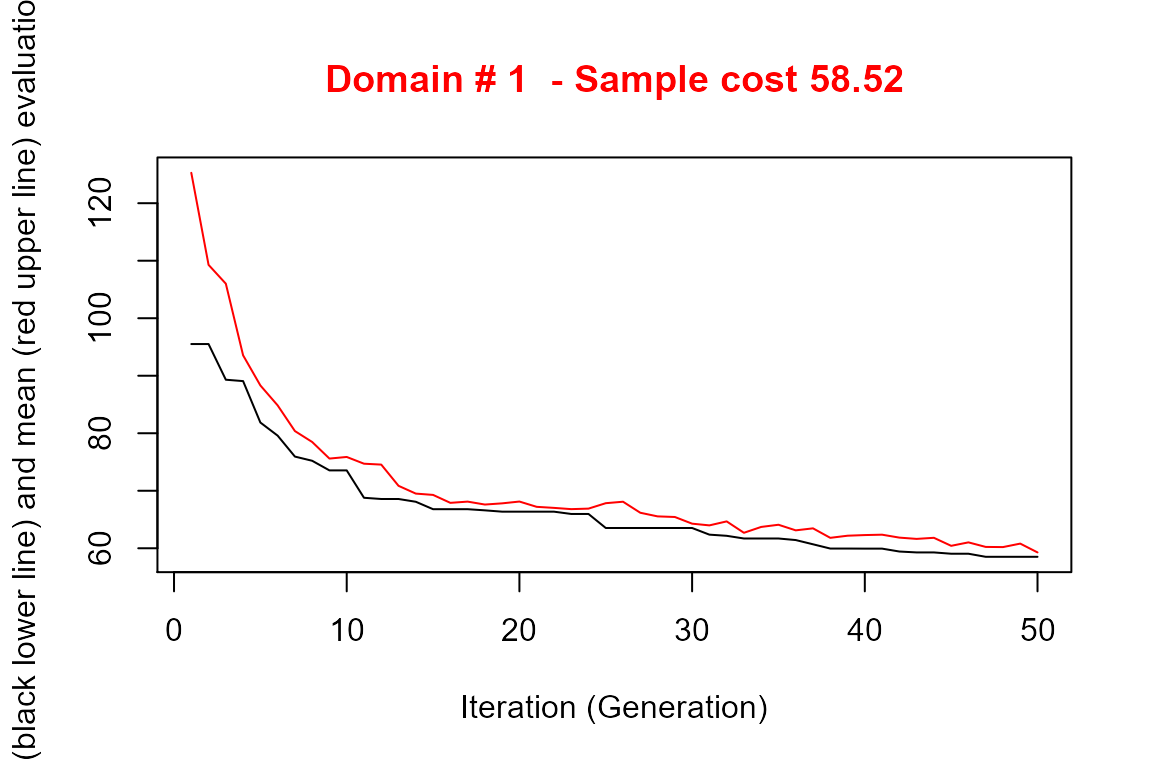 Domain # 1 - Sample cost 58.52
(black lower line) and mean (red upper line) evaluatio
120
100
80
60
0 10 20 30 40 50
Iteration (Generation)